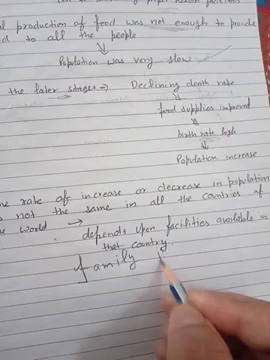 production of food was not enough to provide
to all the people
Population was very slow
the later stages ⇒ Declining death rate
food supplies improved
birth rate high
Population increase
rate of increase or decrease in population
not the same in all the countries of
world → depends upon facilities available in
that country.
Family